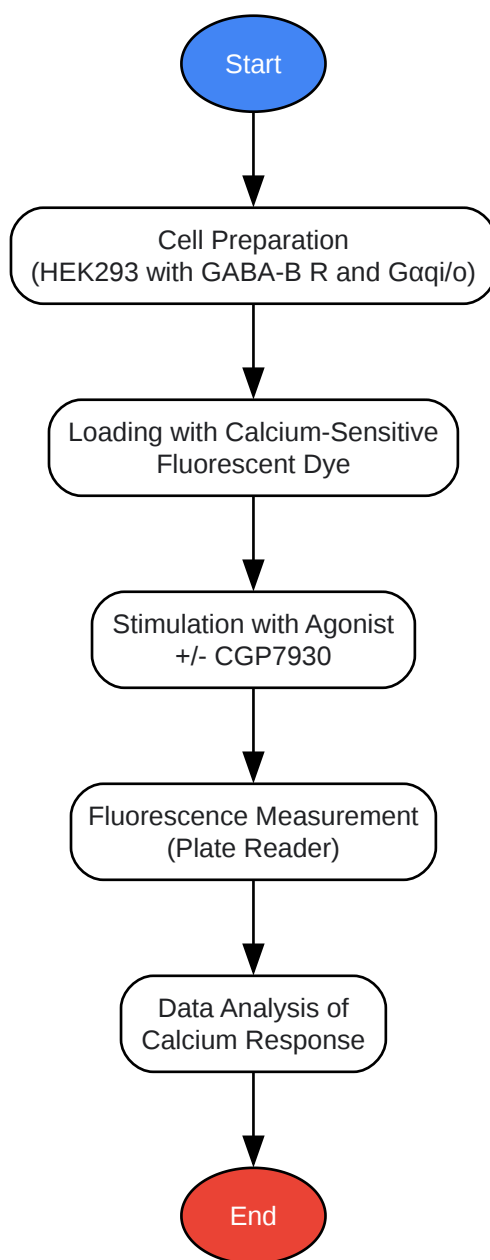 Start
Cell Preparation
(HEK293 with GABA-B R and Gαqi/o)
Loading with Calcium-Sensitive
Fluorescent Dye
Stimulation with Agonist
+/- CGP7930
Fluorescence Measurement
(Plate Reader)
Data Analysis of
Calcium Response
End